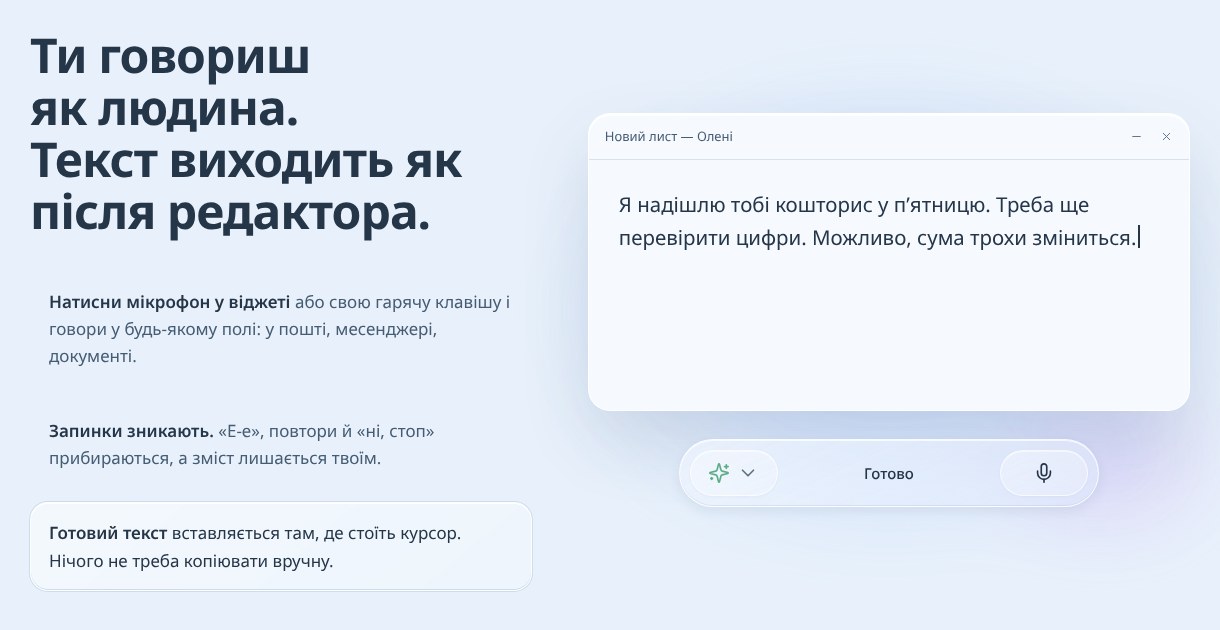 Ти говориш
як людина.
Текст виходить як
після редактора.
Натисни мікрофон у віджеті або свою гарячу клавішу і
говори у будь-якому полі: у пошті, месенджері,
документі.
Запинки зникають. «Е-е», повтори й «ні, стоп»
прибираються, а зміст лишається твоїм.
Готовий текст вставляється там, де стоїть курсор.
Нічого не треба копіювати вручну.
Новий лист — Олені
Я надішлю тобі кошторис у п’ятницю. Треба ще
перевірити цифри. Можливо, сума трохи зміниться.
Готово